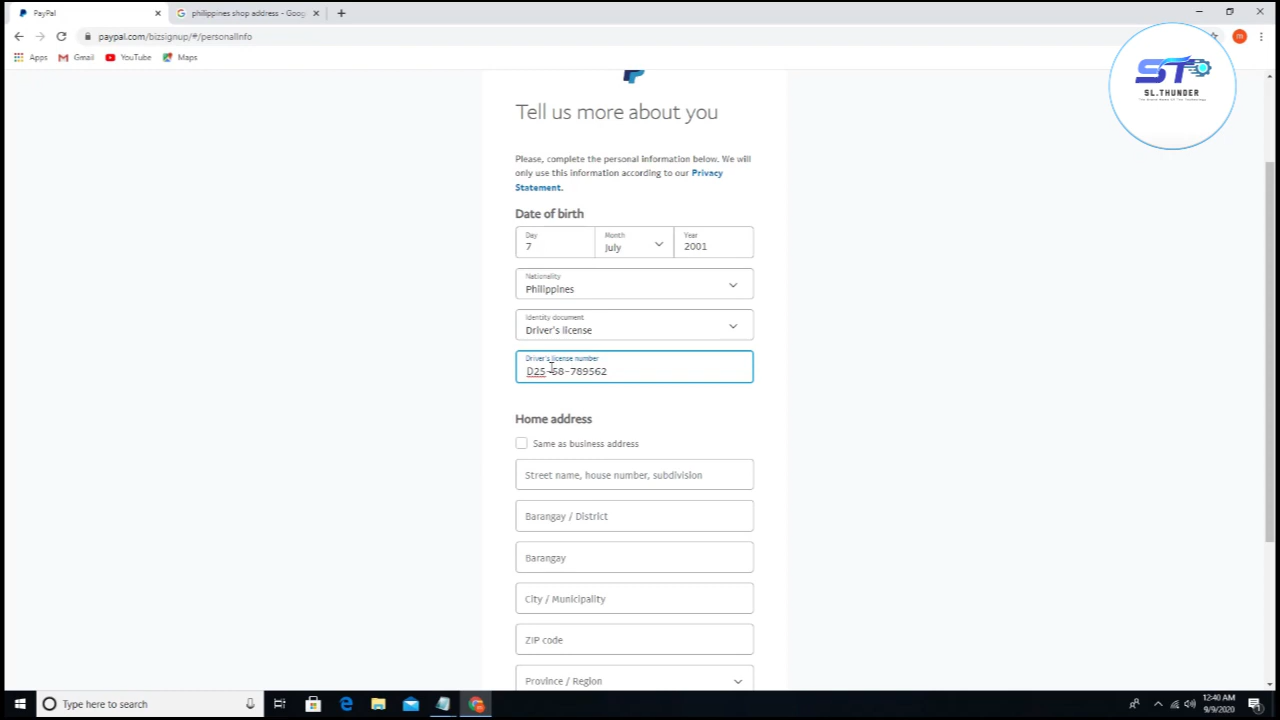 PayPal
philippines shop address - Goog
paypal.com/bizsignup/#/personalInfo
Apps
Gmail
YouTube
Maps
ST
SL.THUNDER
Tell us more about you
Please, complete the personal information below. We will
only use this information according to our Privacy
Statement.
Date of birth
Day
Month
Year
7
July
2001
Nationality
Philippines
Identity document
Driver's license
Driver's license number
D25-58-789562
Home address
Same as business address
Street name, house number, subdivision
Barangay / District
Barangay
City / Municipality
ZIP code
Province / Region
Type here to search
12:40 AM
9/9/2020